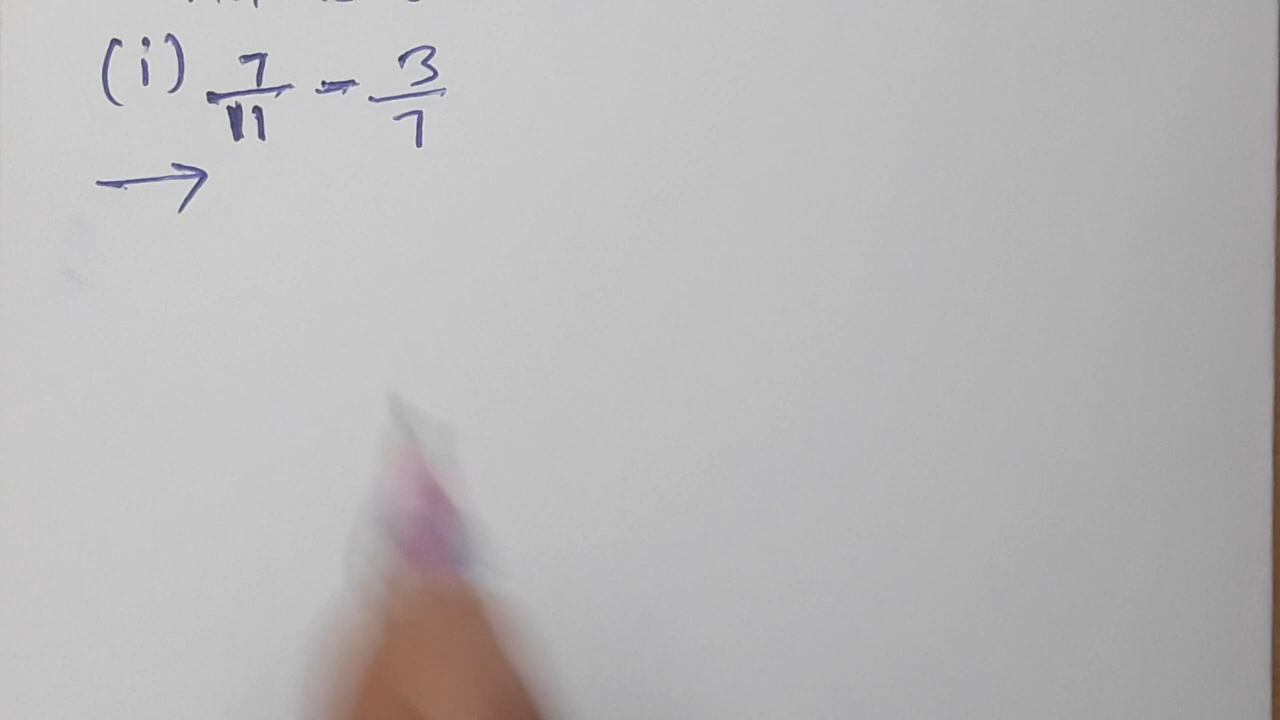 (i) 7/11 - 3/7
→